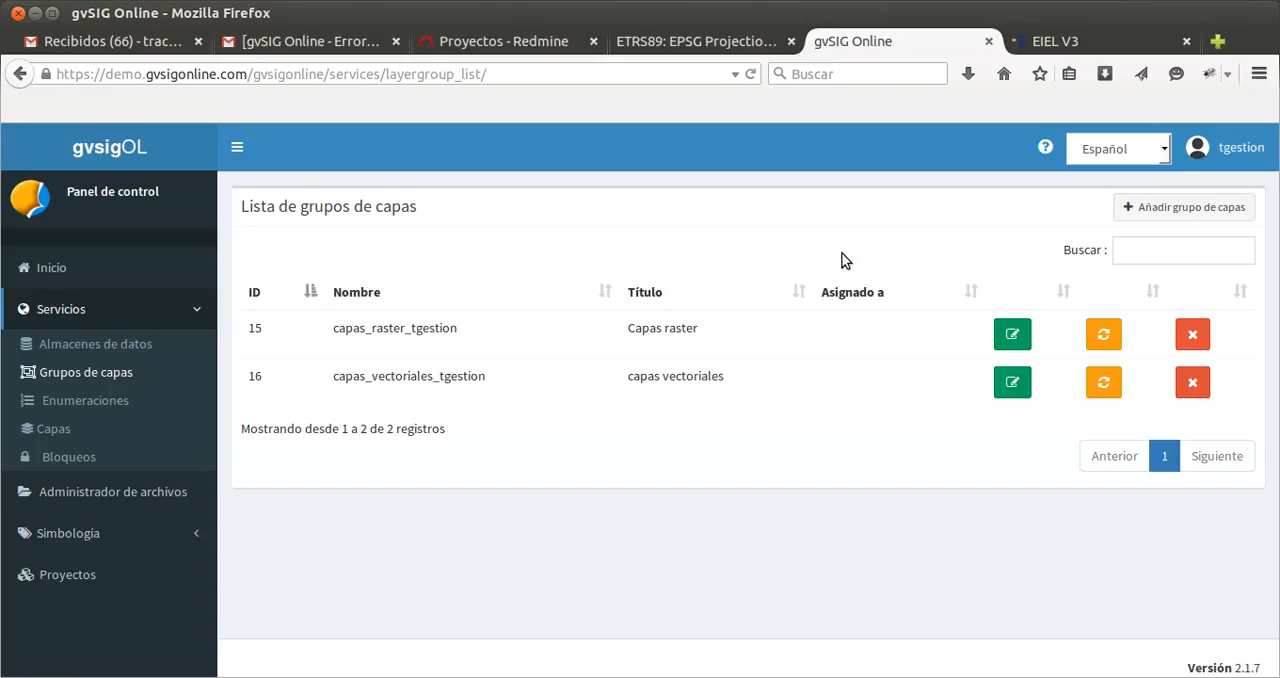 gvSIG Online - Mozilla Firefox
Recibidos (66) - trac... [gvSIG Online - Error... Proyectos - Redmine ETRS89: EPSG Projectio... gvSIG Online EIEL V3
https://demo.gvsigonline.com/gvsigonline/services/layergroup_list/ Buscar
gvsigOL Español tgestion
Panel de control
Lista de grupos de capas Añadir grupo de capas
Buscar :
Inicio
ID Nombre Título Asignado a
Servicios
15 capas_raster_tgestion Capas raster
Almacenes de datos
Grupos de capas
16 capas_vectoriales_tgestion capas vectoriales
Enumeraciones
Capas
Mostrando desde 1 a 2 de 2 registros
Bloqueos
Anterior 1 Siguiente
Administrador de archivos
Simbología
Proyectos
Versión 2.1.7